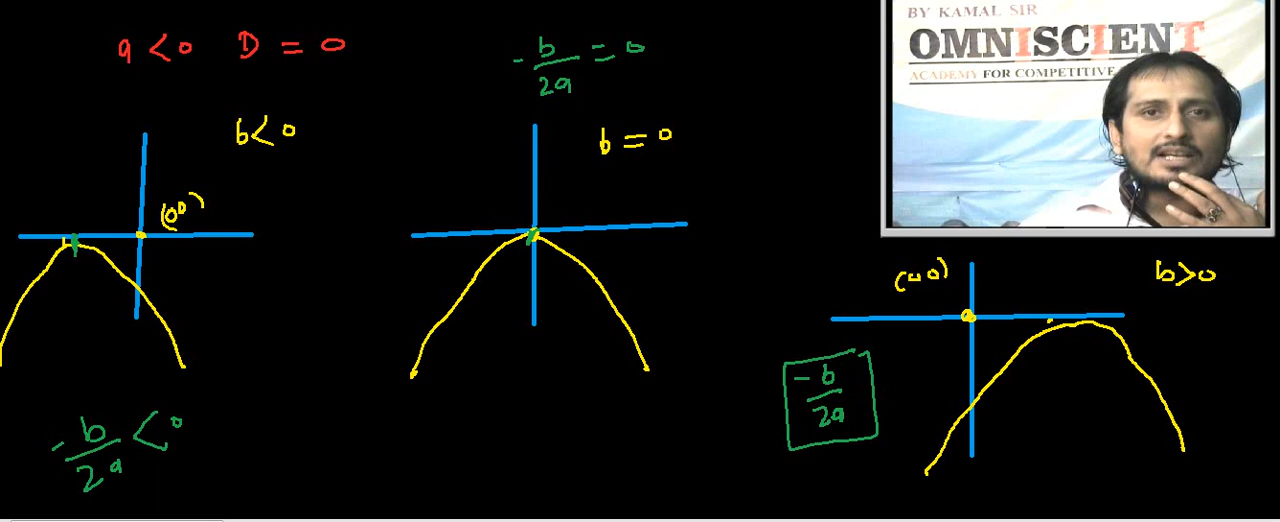 a < 0 D = 0
b < 0
(0 0)
-b/2a < 0
-b/2a = 0
b = 0
BY KAMAL SIR
OMNISCIENT
ACADEMY FOR COMPETITIVE
(0 0)
b > 0
-b/2a